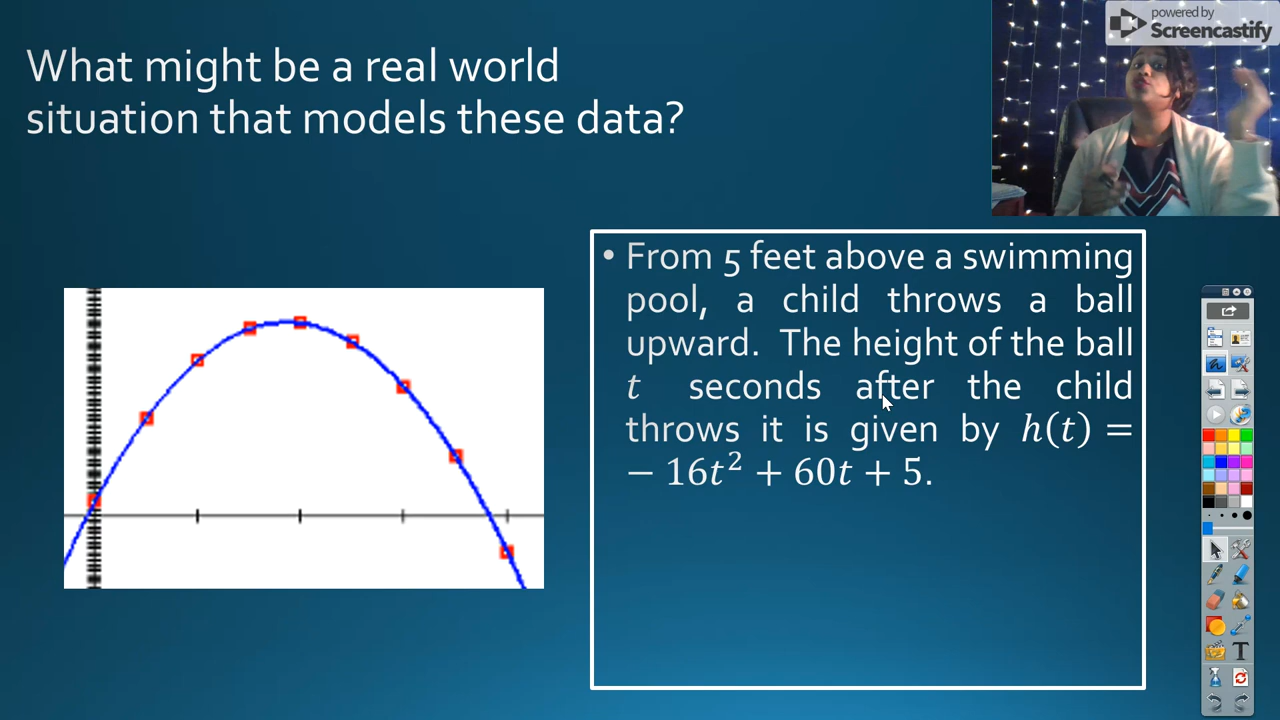 powered by
Screencastify
What might be a real world
situation that models these data?
• From 5 feet above a swimming
pool, a child throws a ball
upward. The height of the ball
t seconds after the child
throws it is given by h(t) =
− 16t² + 60t + 5.
T